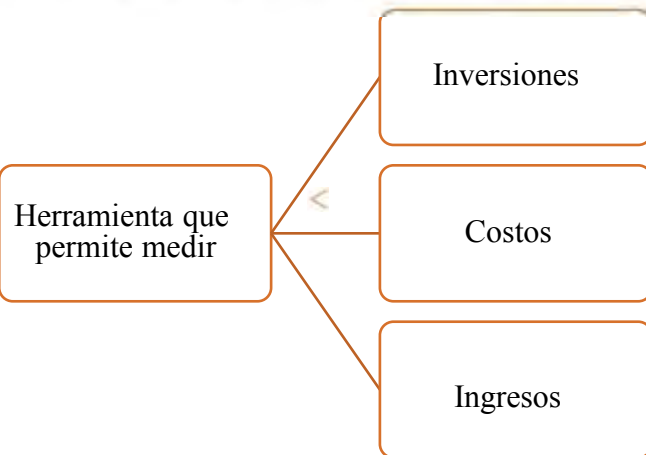 Herramienta que
permite medir
Inversiones
Costos
Ingresos